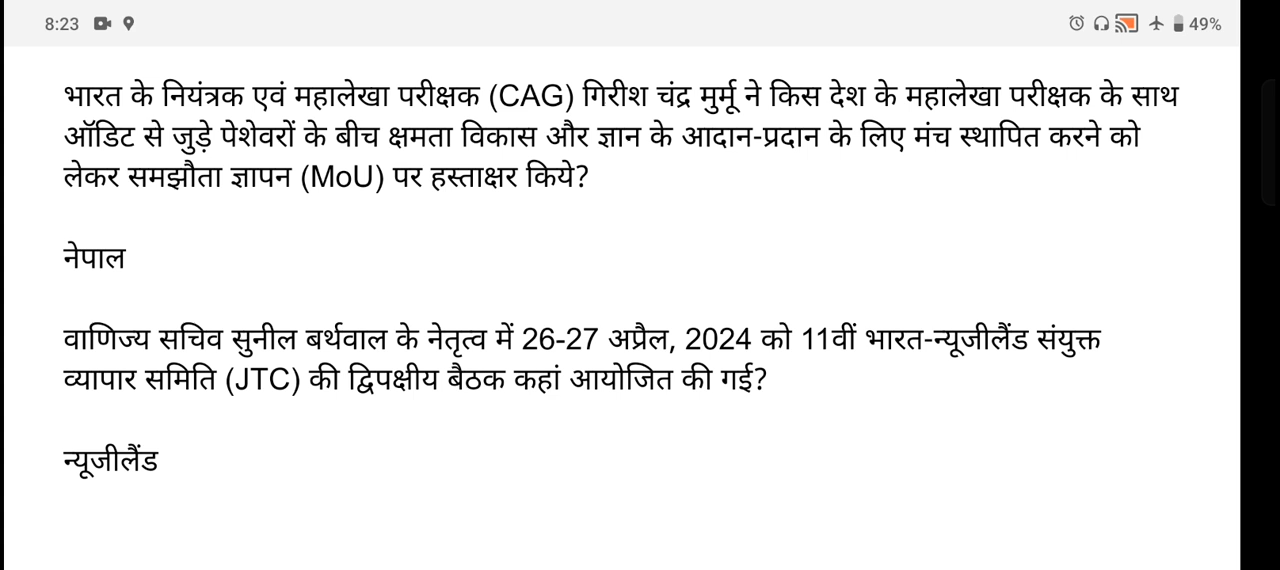 8:23
49%
भारत के नियंत्रक एवं महालेखा परीक्षक (CAG) गिरीश चंद्र मुर्मू ने किस देश के महालेखा परीक्षक के साथ
ऑडिट से जुड़े पेशेवरों के बीच क्षमता विकास और ज्ञान के आदान-प्रदान के लिए मंच स्थापित करने को
लेकर समझौता ज्ञापन (MoU) पर हस्ताक्षर किये?
नेपाल
वाणिज्य सचिव सुनील बर्थवाल के नेतृत्व में 26-27 अप्रैल, 2024 को 11वीं भारत-न्यूजीलैंड संयुक्त
व्यापार समिति (JTC) की द्विपक्षीय बैठक कहां आयोजित की गई?
न्यूजीलैंड